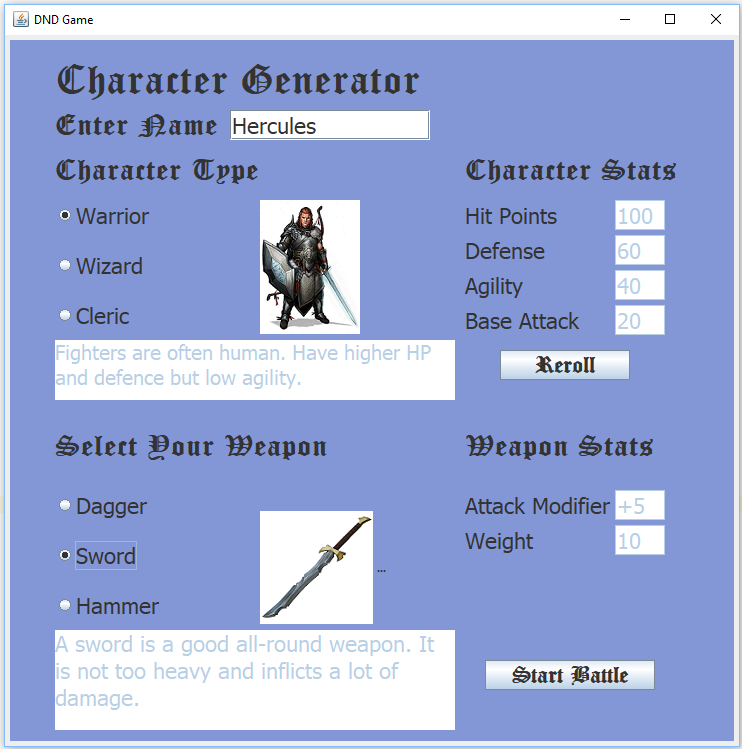 DND Game
Character Generator
Enter Name Hercules
Character Type
Warrior
Wizard
Cleric
Fighters are often human. Have higher HP
and defence but low agility.
Character Stats
Hit Points 100
Defense 60
Agility 40
Base Attack 20
Reroll
Select Your Weapon
Dagger
Sword
Hammer
...
A sword is a good all-round weapon. It
is not too heavy and inflicts a lot of
damage.
Weapon Stats
Attack Modifier +5
Weight 10
Start Battle